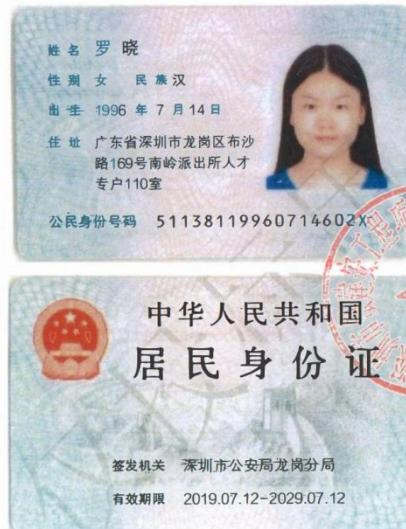 姓名 罗晓
性别 女 民族 汉
出生 1996 年 7 月 14 日
住址 广东省深圳市龙岗区布沙
路169号南岭派出所人才
专户110室
公民身份号码 51138119960714602X
中华人民共和国
居民身份证
签发机关 深圳市公安局龙岗分局
有效期限 2019.07.12-2029.07.12